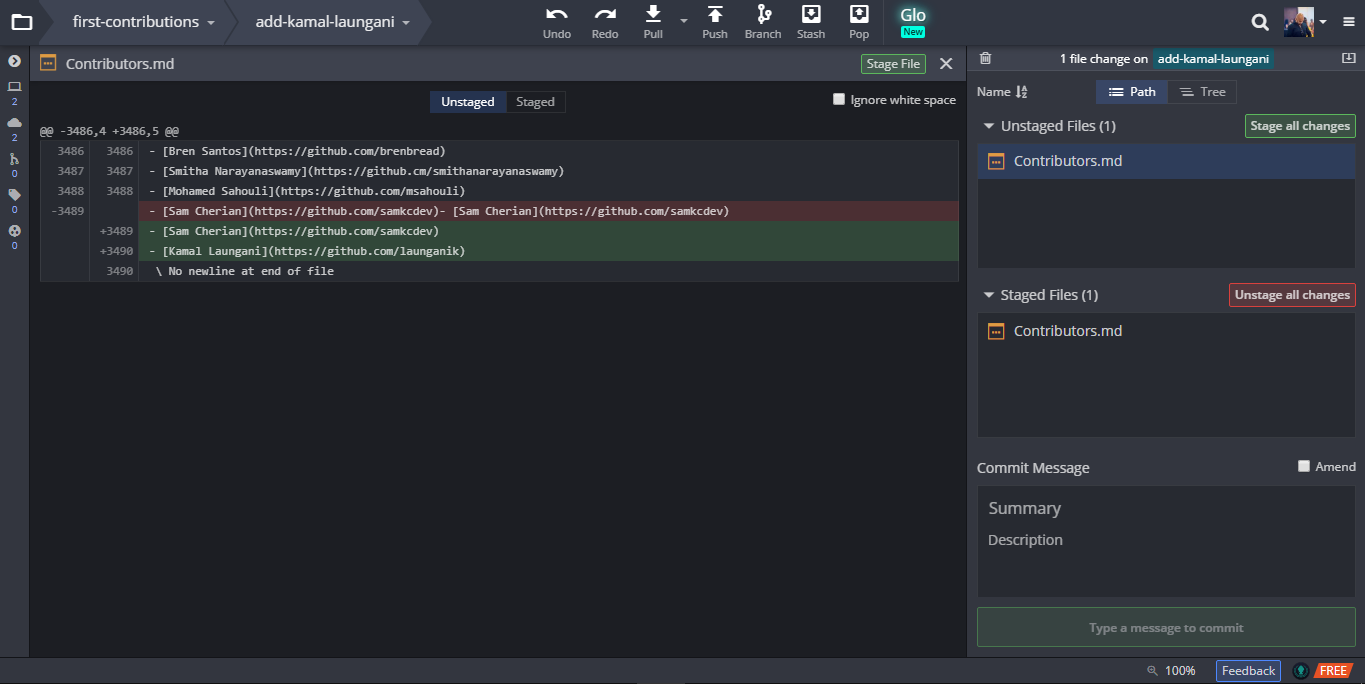 first-contributions
add-kamal-laungani
Undo Redo Pull Push Branch Stash Pop
Glo
New
Contributors.md
Stage File
1 file change on add-kamal-laungani
2
2
0
0
0
Unstaged Staged
Ignore white space
Name
Path Tree
@@ -3486,4 +3486,5 @@
3486 3486 - [Bren Santos](https://github.com/brenbread)
3487 3487 - [Smitha Narayanaswamy](https://github.cm/smithanarayanaswamy)
3488 3488 - [Mohamed Sahouli](https://github.com/msahouli)
-3489 - [Sam Cherian](https://github.com/samkcdev)- [Sam Cherian](https://github.com/samkcdev)
+3489 - [Sam Cherian](https://github.com/samkcdev)
+3490 - [Kamal Laungani](https://github.com/launganik)
3490 \ No newline at end of file
Unstaged Files (1)
Stage all changes
Contributors.md
Staged Files (1)
Unstage all changes
Contributors.md
Commit Message
Amend
Summary
Description
Type a message to commit
100%
Feedback
FREE